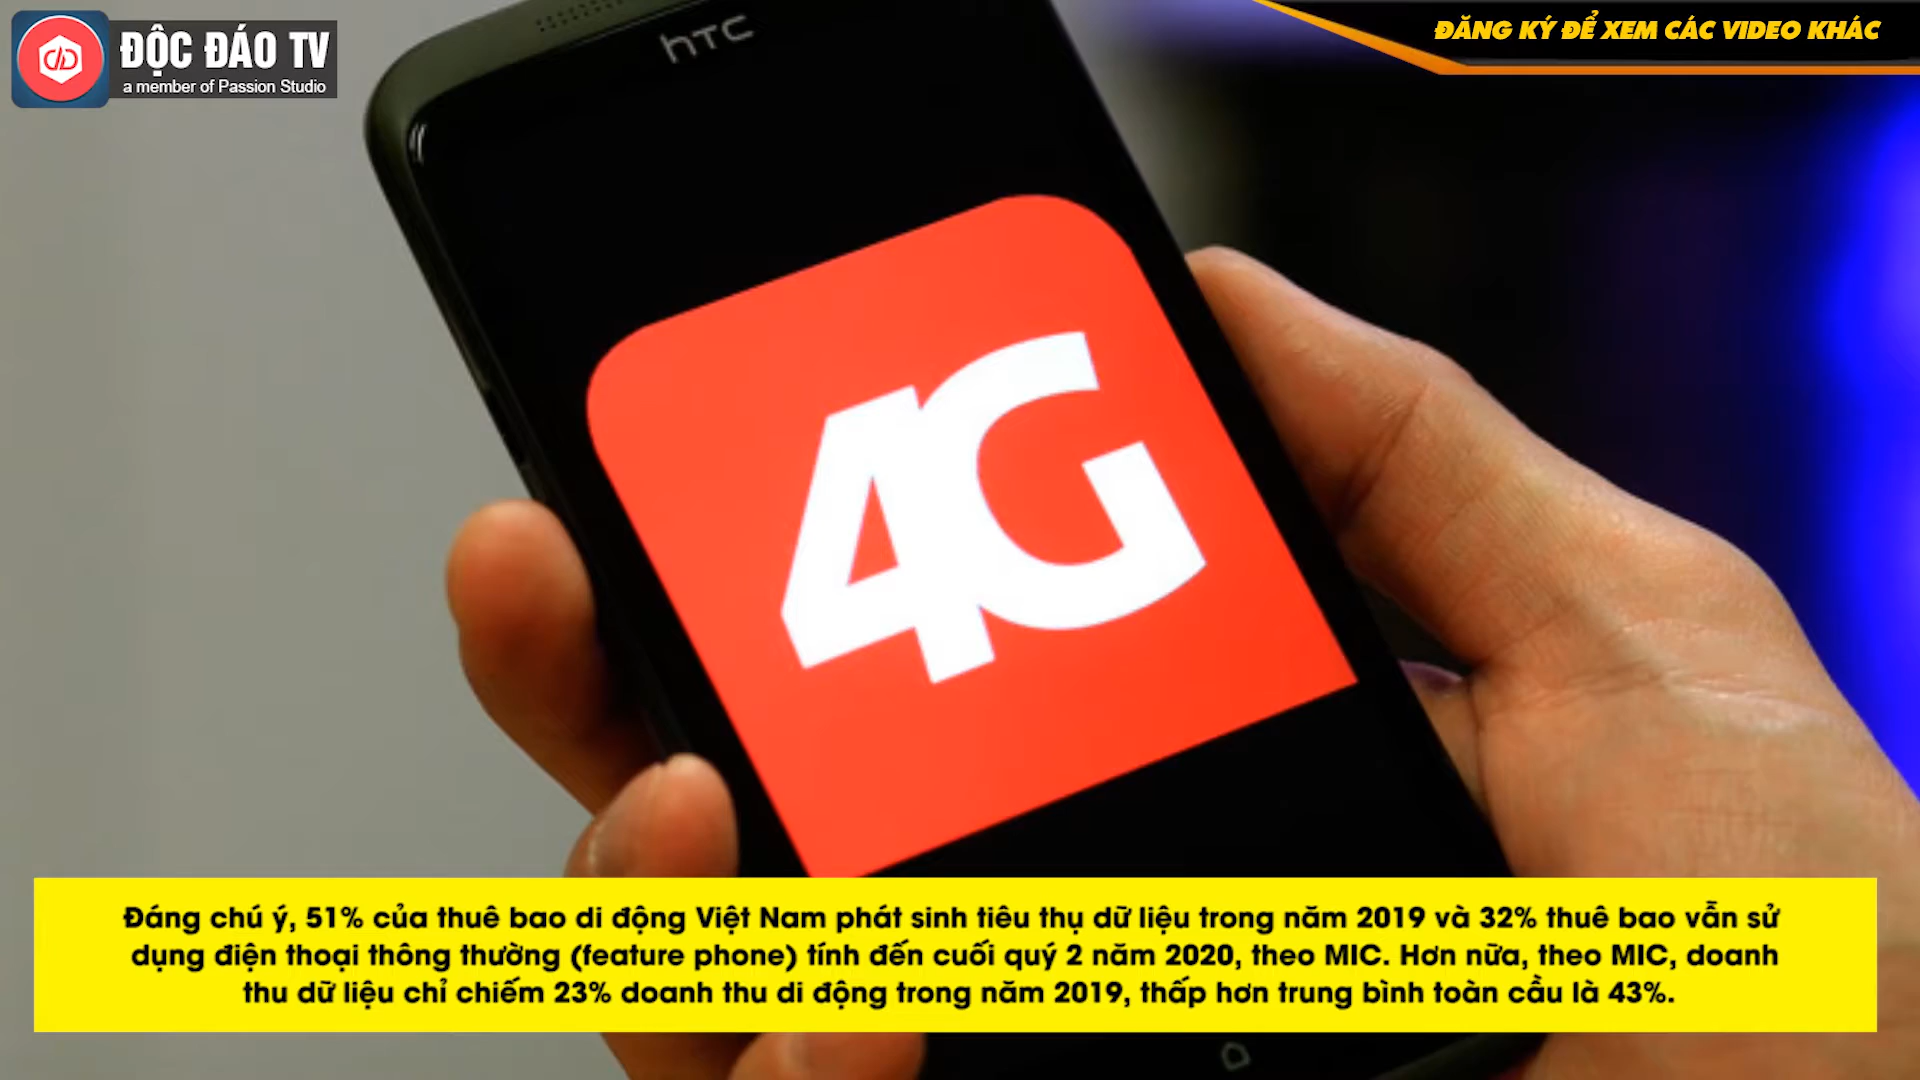 ĐỘC ĐÁO TV
a member of Passion Studio
hTC
ĐĂNG KÝ ĐỂ XEM CÁC VIDEO KHÁC
4G
Đáng chú ý, 51% của thuê bao di động Việt Nam phát sinh tiêu thụ dữ liệu trong năm 2019 và 32% thuê bao vẫn sử
dụng điện thoại thông thường (feature phone) tính đến cuối quý 2 năm 2020, theo MIC. Hơn nữa, theo MIC, doanh
thu dữ liệu chỉ chiếm 23% doanh thu di động trong năm 2019, thấp hơn trung bình toàn cầu là 43%.